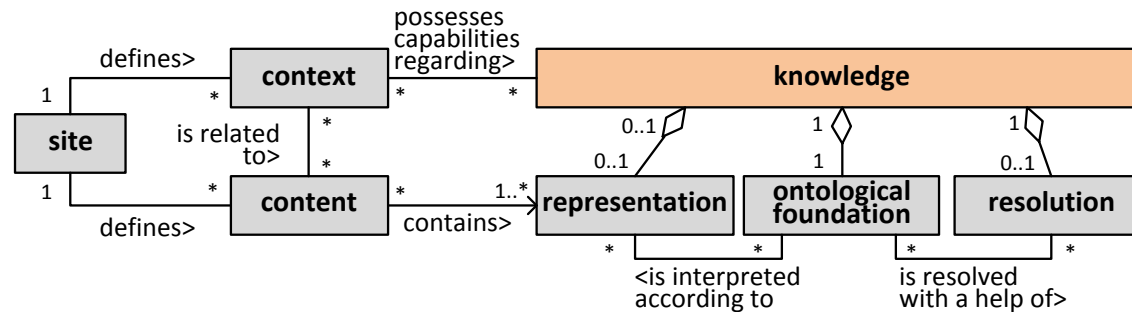 possesses
capabilities
regarding>
defines>
context
knowledge
1
*
*
*
site
is related
to>
*
*
0..1
0..1
1
1
1
0..1
1
*
*
1..*
content
representation
ontological
foundation
resolution
defines>
contains>
*
*
*
*
<is interpreted
according to
is resolved
with a help of>